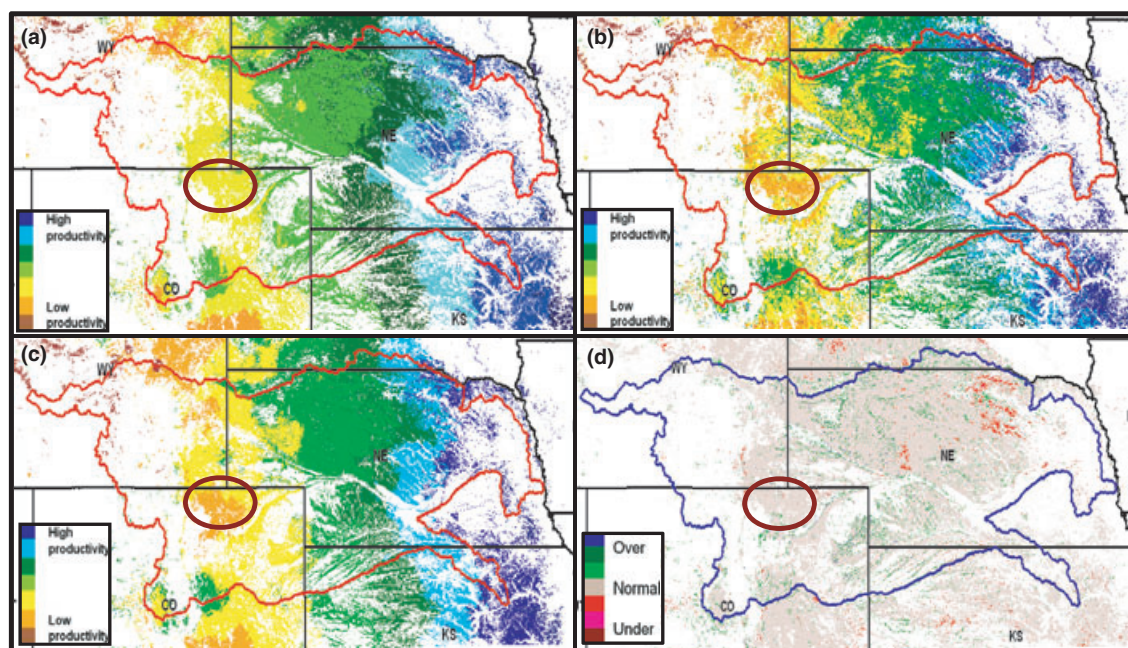 (a)
WY
NE
High
productivity
Low
productivity
CO
KS
(b)
WY
NE
High
productivity
Low
productivity
CO
KS
(c)
WY
NE
High
productivity
Low
productivity
CO
KS
(d)
WY
NE
Over
Normal
Under
CO
KS